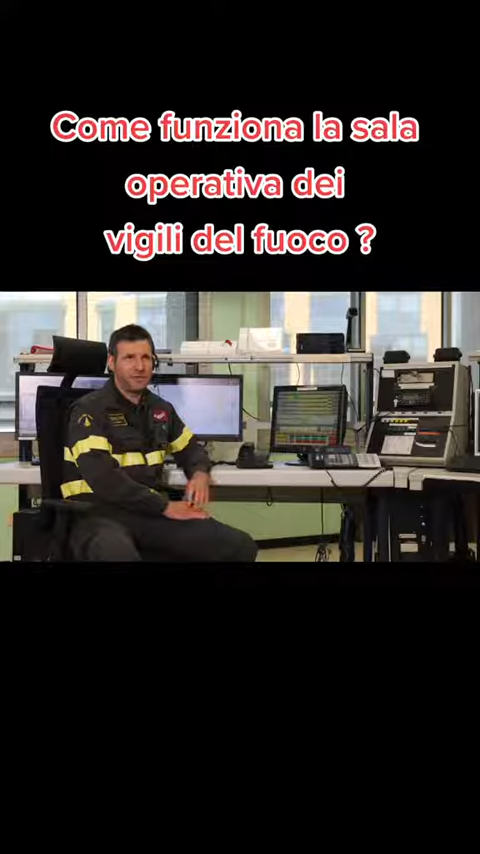 Come funziona la sala
operativa dei
vigili del fuoco ?